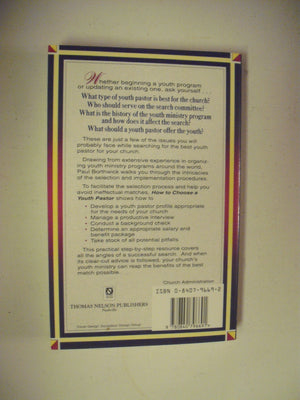 Whether beginning a youth program
or updating an existing one, ask yourself . . .
What type of youth pastor is best for the church?
Who should serve on the search committee?
What is the history of the youth ministry program
and how does it affect the search?
What should a youth pastor offer the youth?
These are just a few of the issues you will
probably face while searching for the best youth
pastor for your church.
Drawing from extensive experience in organiz-
ing youth ministry programs around the world,
Paul Borthwick walks you through the intricacies
of the selection and implementation procedures.
To facilitate the selection process and help you
avoid ineffectual matches, How to Choose a
Youth Pastor shows how to
• Develop a youth pastor profile appropriate
for the needs of your church
• Manage a productive interview
• Conduct a background check
• Determine an appropriate salary and
benefit package
• Take stock of all potential pitfalls
This practical step-by-step resource covers
all the angles of a successful search. And when
its clear-cut advice is followed, your church's
youth ministry can reap the benefits of the best
match possible.
Church Administration
ISBN 0-8407-9669-2
THOMAS NELSON PUBLISHERS
Nashville